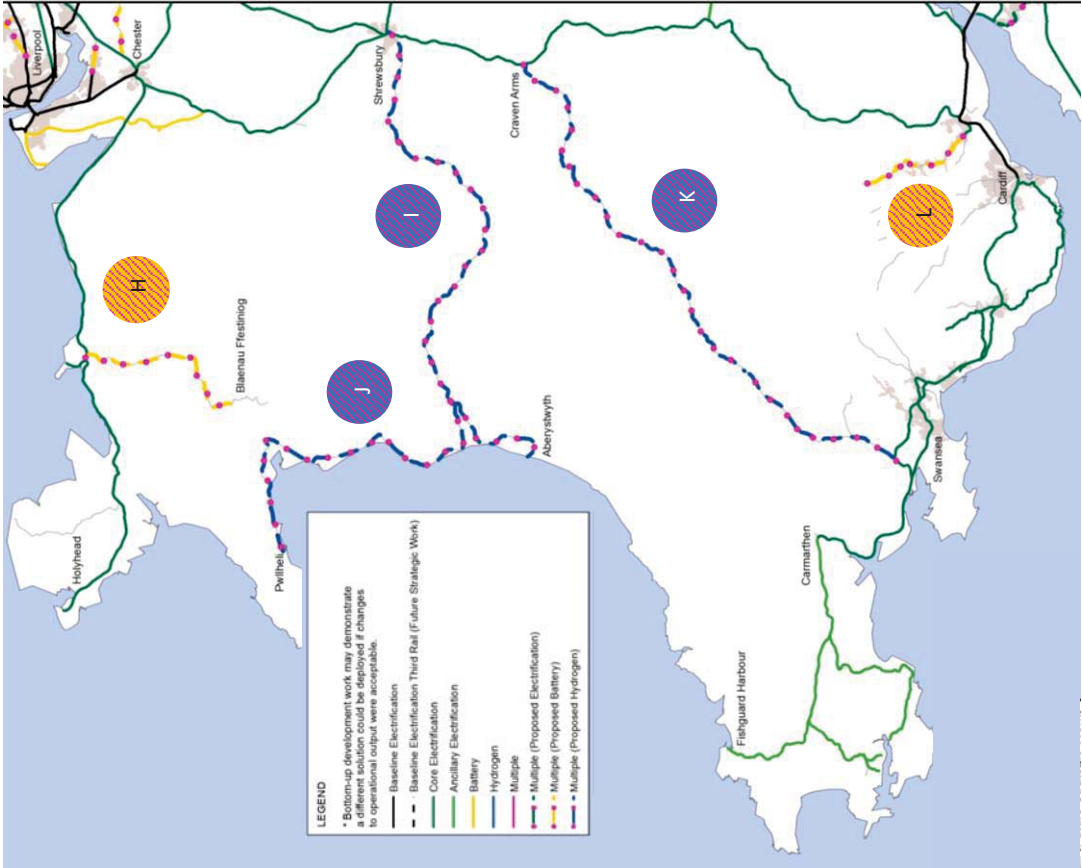 Liverpool
Holyhead
Chester
H
Blaenau Ffestiniog
Pwllheli
LEGEND
* Bottom-up development work may demonstrate
a different solution could be deployed if changes
to operational output were acceptable.
Baseline Electrification
Baseline Electrification Third Rail (Future Strategic Work)
Core Electrification
Ancillary Electrification
Battery
Hydrogen
Multiple
Multiple (Proposed Electrification)
Multiple (Proposed Battery)
Multiple (Proposed Hydrogen)
J
Shrewsbury
I
Craven Arms
Aberystwyth
K
Fishguard Harbour
Carmarthen
L
Swansea
Cardiff